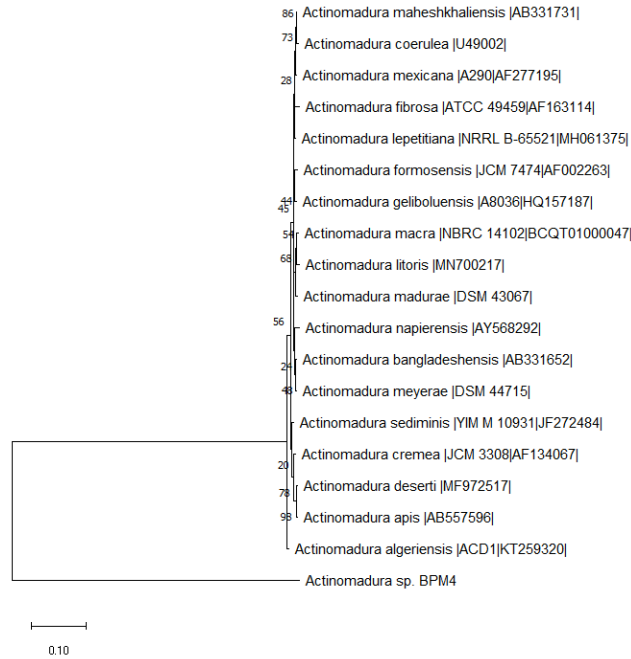 86
Actinomadura maheshkhaliensis |AB331731|
73
Actinomadura coerulea |U49002|
28
Actinomadura mexicana |A290|AF277195|
Actinomadura fibrosa |ATCC 49459|AF163114|
Actinomadura lepetitiana |NRRL B-65521|MH061375|
Actinomadura formosensis |JCM 7474|AF002263|
44
Actinomadura geliboluensis |A8036|HQ157187|
45
54
Actinomadura macra |NBRC 14102|BCQT01000047|
68
Actinomadura litoris |MN700217|
Actinomadura madurae |DSM 43067|
56
Actinomadura napierensis |AY568292|
24
Actinomadura bangladeshensis |AB331652|
48
Actinomadura meyerae |DSM 44715|
Actinomadura sediminis |YIM M 10931|JF272484|
20
Actinomadura cremea |JCM 3308|AF134067|
78
Actinomadura deserti |MF972517|
98
Actinomadura apis |AB557596|
Actinomadura algeriensis |ACD1|KT259320|
Actinomadura sp. BPM4
0.10